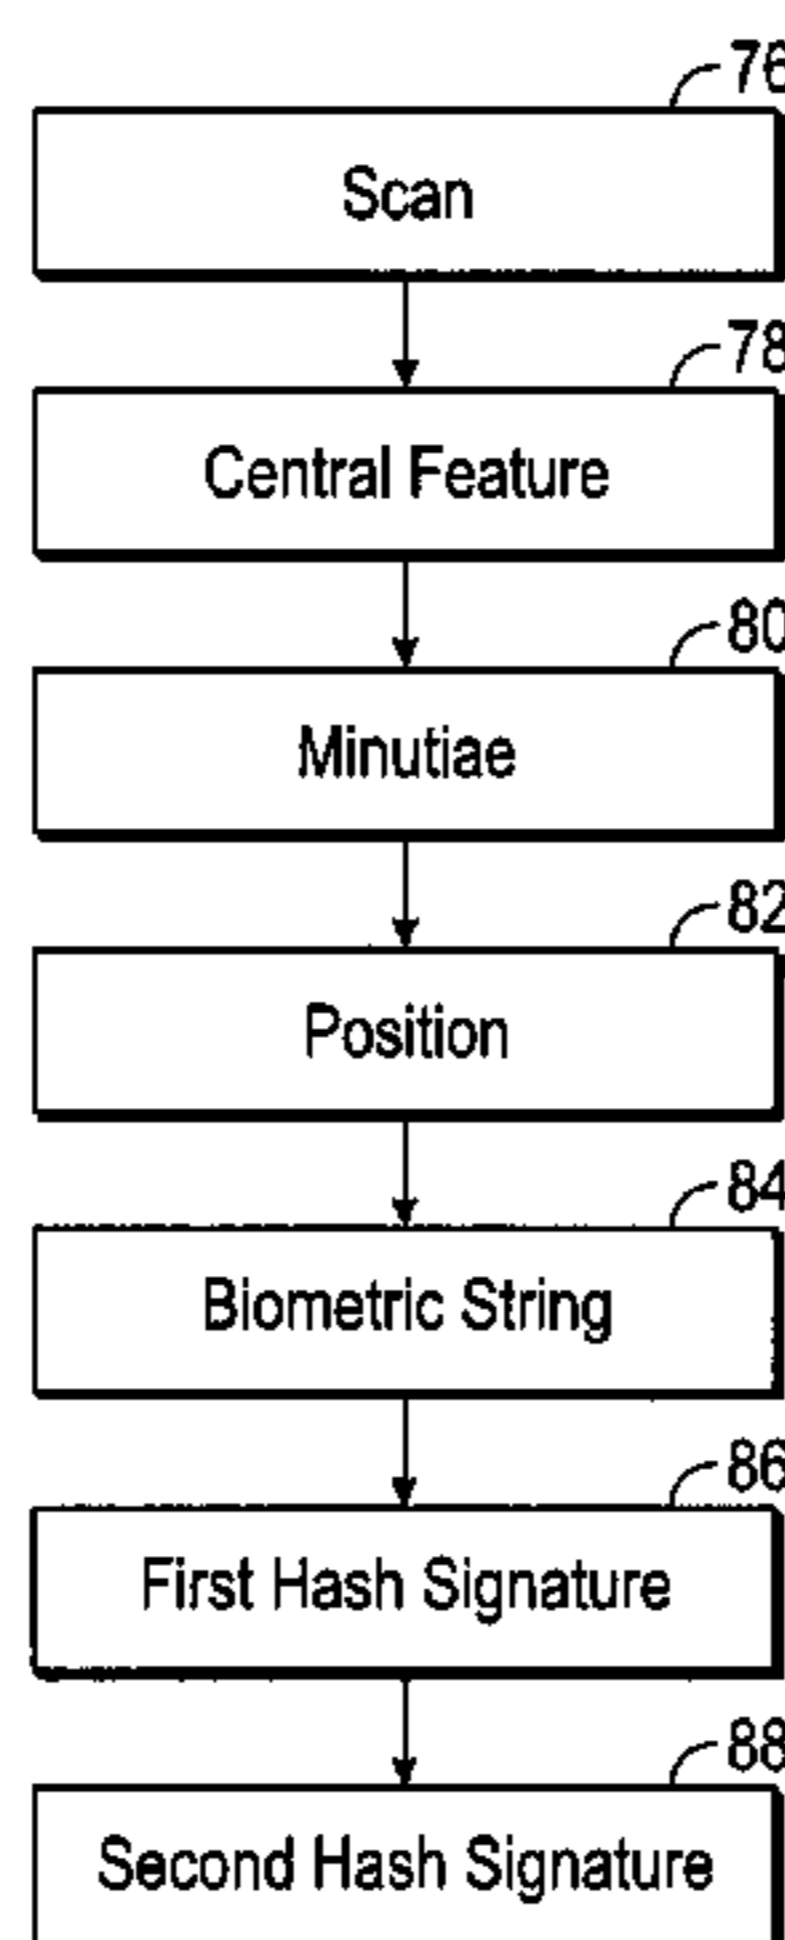 76
Scan
78
Central Feature
80
Minutiae
82
Position
84
Biometric String
86
First Hash Signature
88
Second Hash Signature